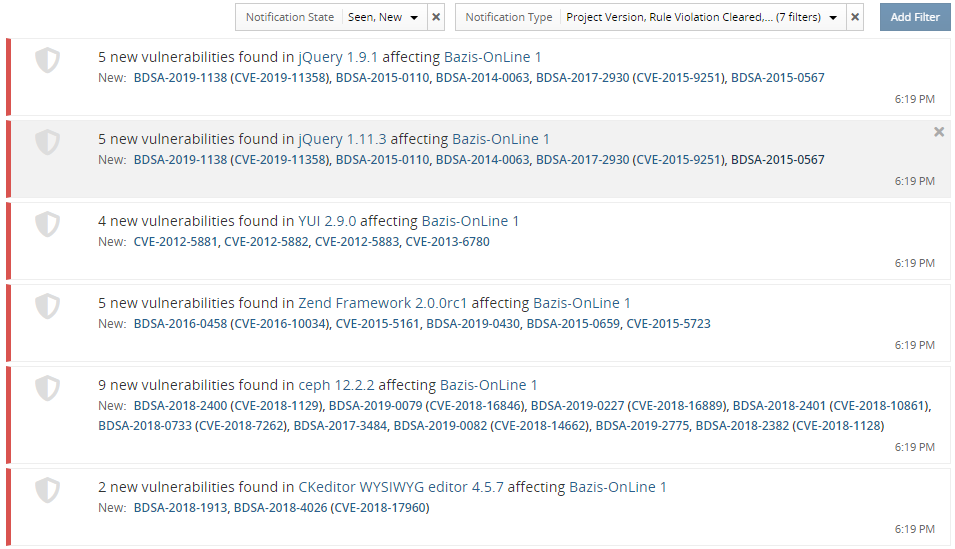 Notification State Seen, New Notification Type Project Version, Rule Violation Cleared,... (7 filters) Add Filter
5 new vulnerabilities found in jQuery 1.9.1 affecting Bazis-OnLine 1
New: BDSA-2019-1138 (CVE-2019-11358), BDSA-2015-0110, BDSA-2014-0063, BDSA-2017-2930 (CVE-2015-9251), BDSA-2015-0567
6:19 PM
5 new vulnerabilities found in jQuery 1.11.3 affecting Bazis-OnLine 1
New: BDSA-2019-1138 (CVE-2019-11358), BDSA-2015-0110, BDSA-2014-0063, BDSA-2017-2930 (CVE-2015-9251), BDSA-2015-0567
6:19 PM
4 new vulnerabilities found in YUI 2.9.0 affecting Bazis-OnLine 1
New: CVE-2012-5881, CVE-2012-5882, CVE-2012-5883, CVE-2013-6780
6:19 PM
5 new vulnerabilities found in Zend Framework 2.0.0rc1 affecting Bazis-OnLine 1
New: BDSA-2016-0458 (CVE-2016-10034), CVE-2015-5161, BDSA-2019-0430, BDSA-2015-0659, CVE-2015-5723
6:19 PM
9 new vulnerabilities found in ceph 12.2.2 affecting Bazis-OnLine 1
New: BDSA-2018-2400 (CVE-2018-1129), BDSA-2019-0079 (CVE-2018-16846), BDSA-2019-0227 (CVE-2018-16889), BDSA-2018-2401 (CVE-2018-10861),
BDSA-2018-0733 (CVE-2018-7262), BDSA-2017-3484, BDSA-2019-0082 (CVE-2018-14662), BDSA-2019-2775, BDSA-2018-2382 (CVE-2018-1128)
6:19 PM
2 new vulnerabilities found in CKeditor WYSIWYG editor 4.5.7 affecting Bazis-OnLine 1
New: BDSA-2018-1913, BDSA-2018-4026 (CVE-2018-17960)
6:19 PM